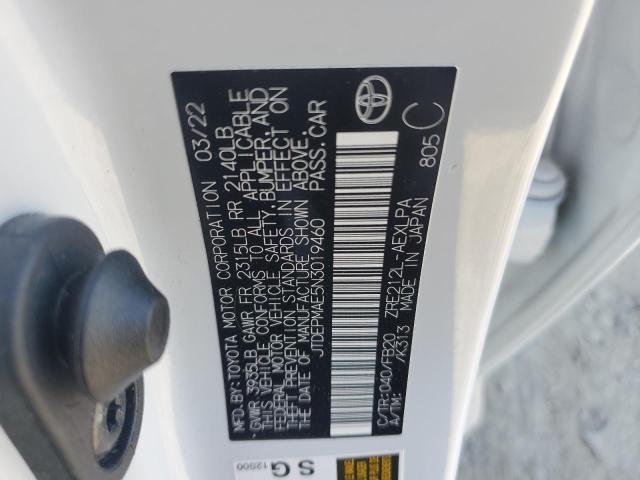 MFD.BY:TOYOTA MOTOR CORPORATION 03/22
GVWR 3935LB GAWR FR 2315LB RR 2140LB
THIS VEHICLE CONFORMS TO ALL APPLICABLE
FEDERAL MOTOR VEHICLE SAFETY, BUMPER, AND
THEFT PREVENTION STANDARDS IN EFFECT ON
THE DATE OF MANUFACTURE SHOWN ABOVE.
JTDEPMAE5N3019460 PASS.CAR
C/TR:040/FB20 ZRE212L-AEXLPA
A/TM: /K313 MADE IN JAPAN 805 C
SG
12S00